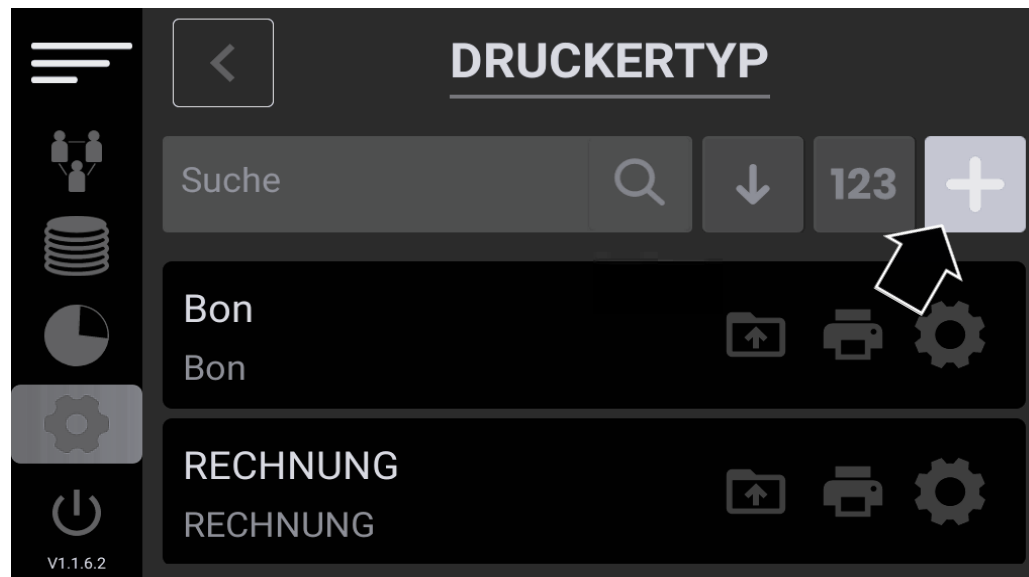 DRUCKERTYP
Suche
123
Bon
Bon
RECHNUNG
RECHNUNG
V1.1.6.2